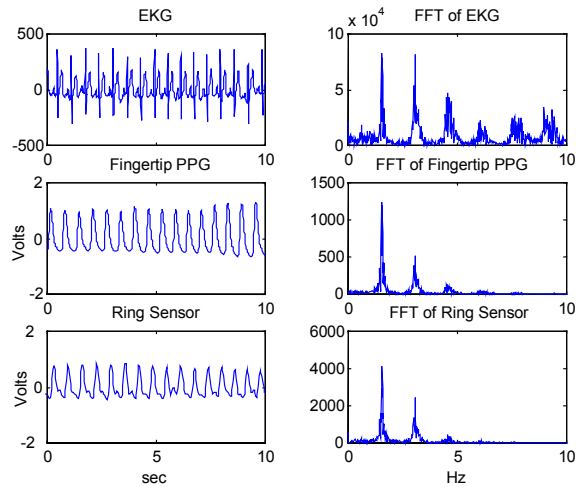 EKG
500
0
-500
0 10
FFT of EKG
x 10⁴
10
5
0
0 5 10
Fingertip PPG
Volts
2
0
-2
0 5 10
FFT of Fingertip PPG
1500
1000
500
0
0 5 10
Ring Sensor
Volts
2
0
-2
0 5 10
sec
FFT of Ring Sensor
6000
4000
2000
0
0 5 10
Hz